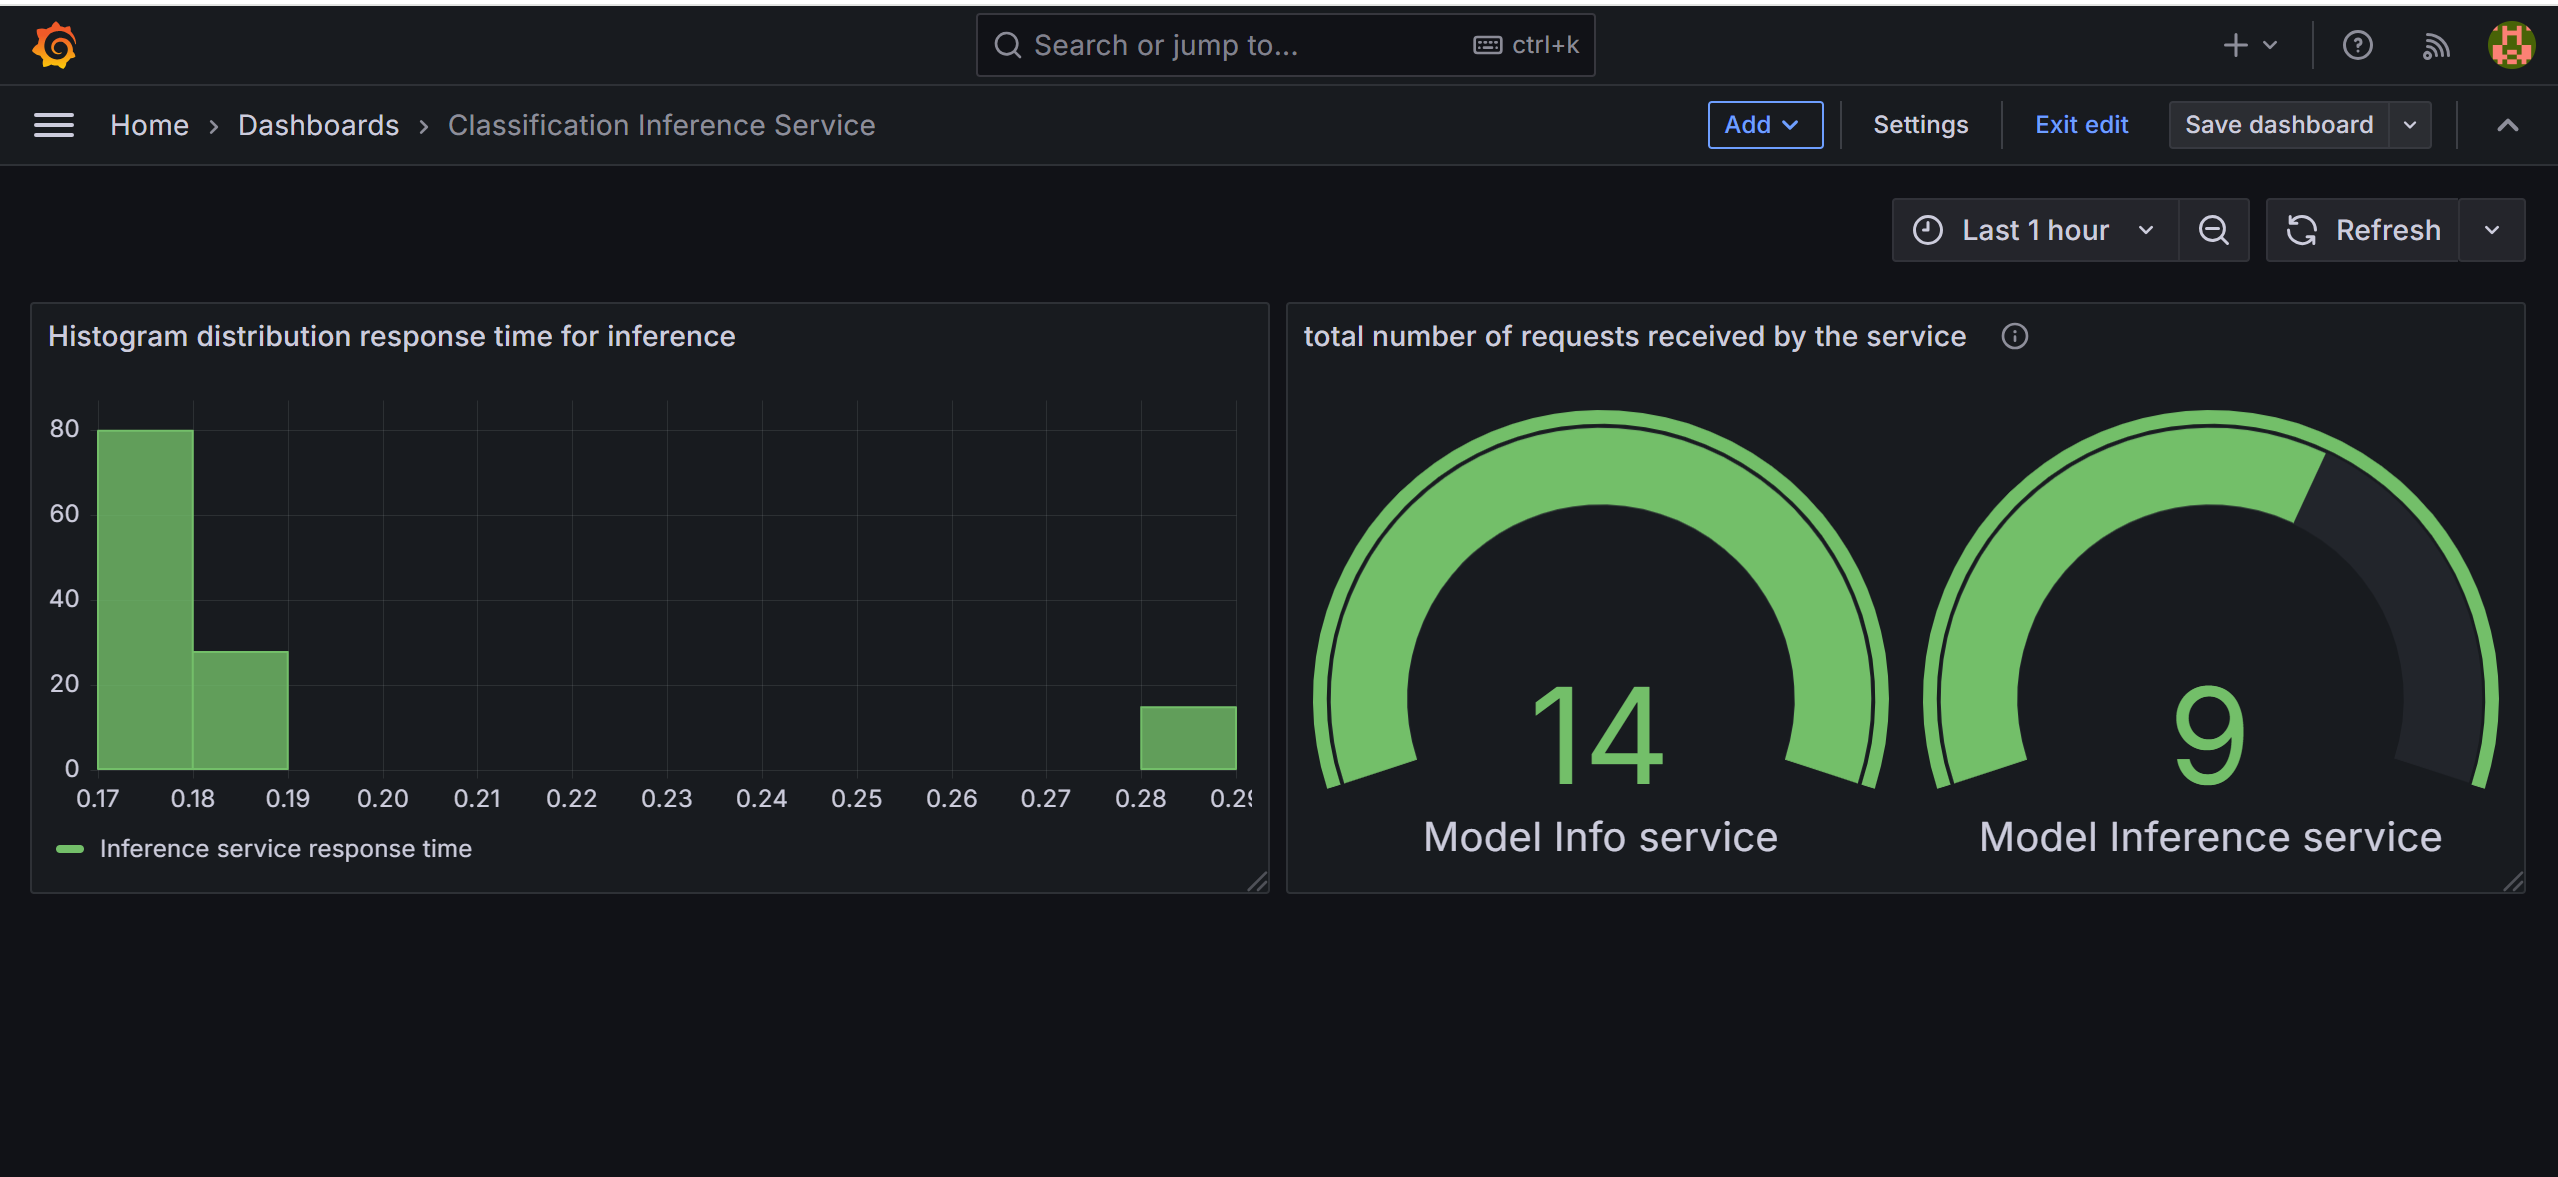 Search or jump to...
ctrl+k
Home › Dashboards › Classification Inference Service
Add
Settings
Exit edit
Save dashboard
Last 1 hour
Refresh
Histogram distribution response time for inference
80
60
40
20
0
0.17 0.18 0.19 0.20 0.21 0.22 0.23 0.24 0.25 0.26 0.27 0.28 0.29
Inference service response time
total number of requests received by the service
14
Model Info service
9
Model Inference service